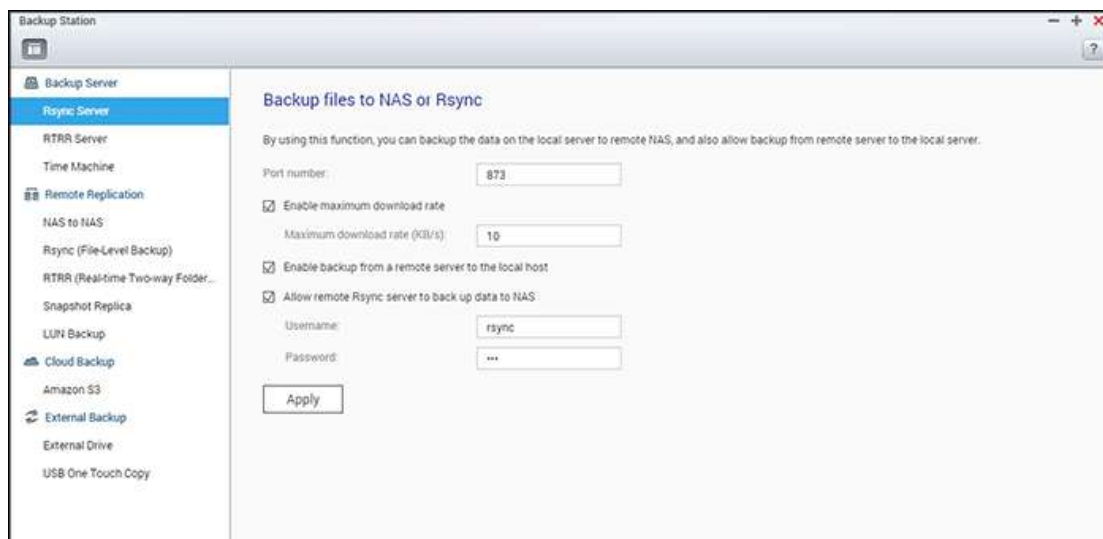 Backup Station
?
Backup Server
Rsync Server
RTRR Server
Time Machine
Remote Replication
NAS to NAS
Rsync (File-Level Backup)
RTRR (Real-time Two-way Folder...
Snapshot Replica
LUN Backup
Cloud Backup
Amazon S3
External Backup
External Drive
USB One Touch Copy
Backup files to NAS or Rsync
By using this function, you can backup the data on the local server to remote NAS, and also allow backup from remote server to the local server.
Port number: 873
Enable maximum download rate
Maximum download rate (KB/s): 10
Enable backup from a remote server to the local host
Allow remote Rsync server to back up data to NAS
Username: rsync
Password: •••
Apply